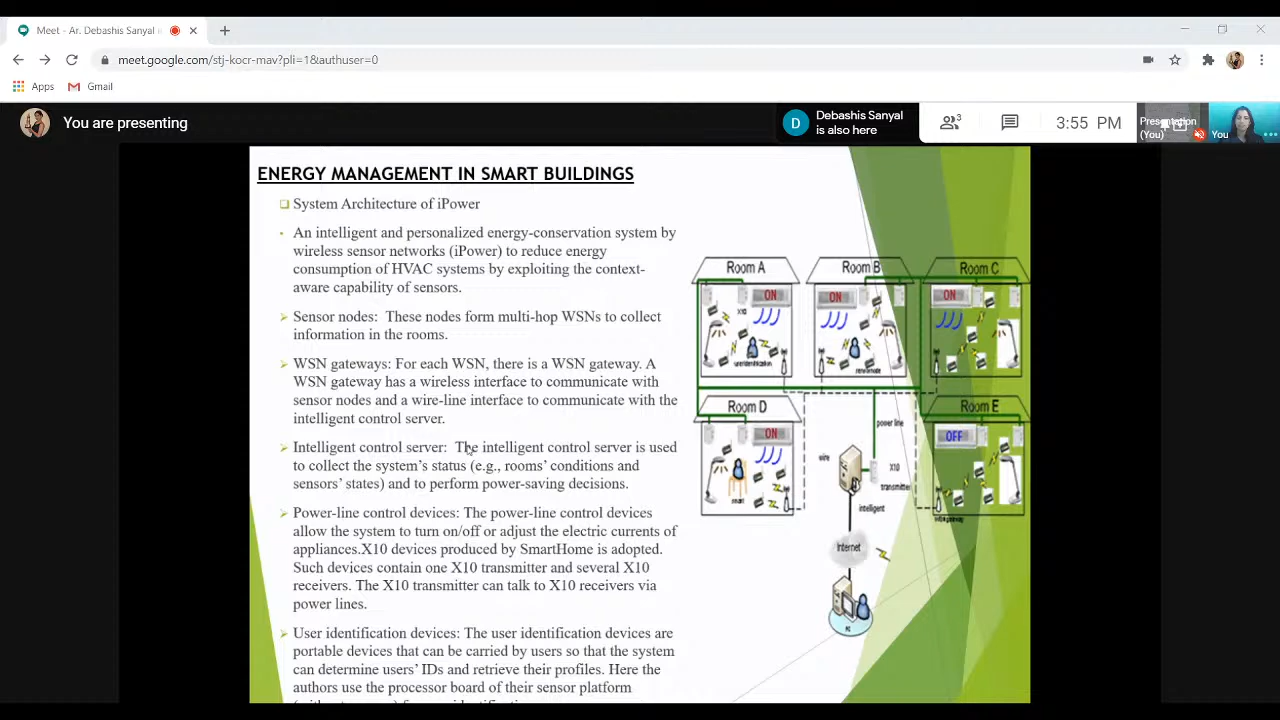 Meet - Ar. Debashis Sanyal i
meet.google.com/stj-kocr-mav?pli=1&authuser=0
Apps
Gmail
You are presenting
D
Debashis Sanyal
is also here
3
3:55 PM
Presentation
(You)
You
ENERGY MANAGEMENT IN SMART BUILDINGS
System Architecture of iPower
An intelligent and personalized energy-conservation system by
wireless sensor networks (iPower) to reduce energy
consumption of HVAC systems by exploiting the context-
aware capability of sensors.
Sensor nodes: These nodes form multi-hop WSNs to collect
information in the rooms.
WSN gateways: For each WSN, there is a WSN gateway. A
WSN gateway has a wireless interface to communicate with
sensor nodes and a wire-line interface to communicate with the
intelligent control server.
Intelligent control server: The intelligent control server is used
to collect the system's status (e.g., rooms' conditions and
sensors' states) and to perform power-saving decisions.
Power-line control devices: The power-line control devices
allow the system to turn on/off or adjust the electric currents of
appliances.X10 devices produced by SmartHome is adopted.
Such devices contain one X10 transmitter and several X10
receivers. The X10 transmitter can talk to X10 receivers via
power lines.
User identification devices: The user identification devices are
portable devices that can be carried by users so that the system
can determine users' IDs and retrieve their profiles. Here the
authors use the processor board of their sensor platform
Room A
ON
X10
Room B
ON
Room C
ON
Room D
ON
smart
Room E
OFF
power line
wire
X10
transmitter
intelligent
Internet
PC